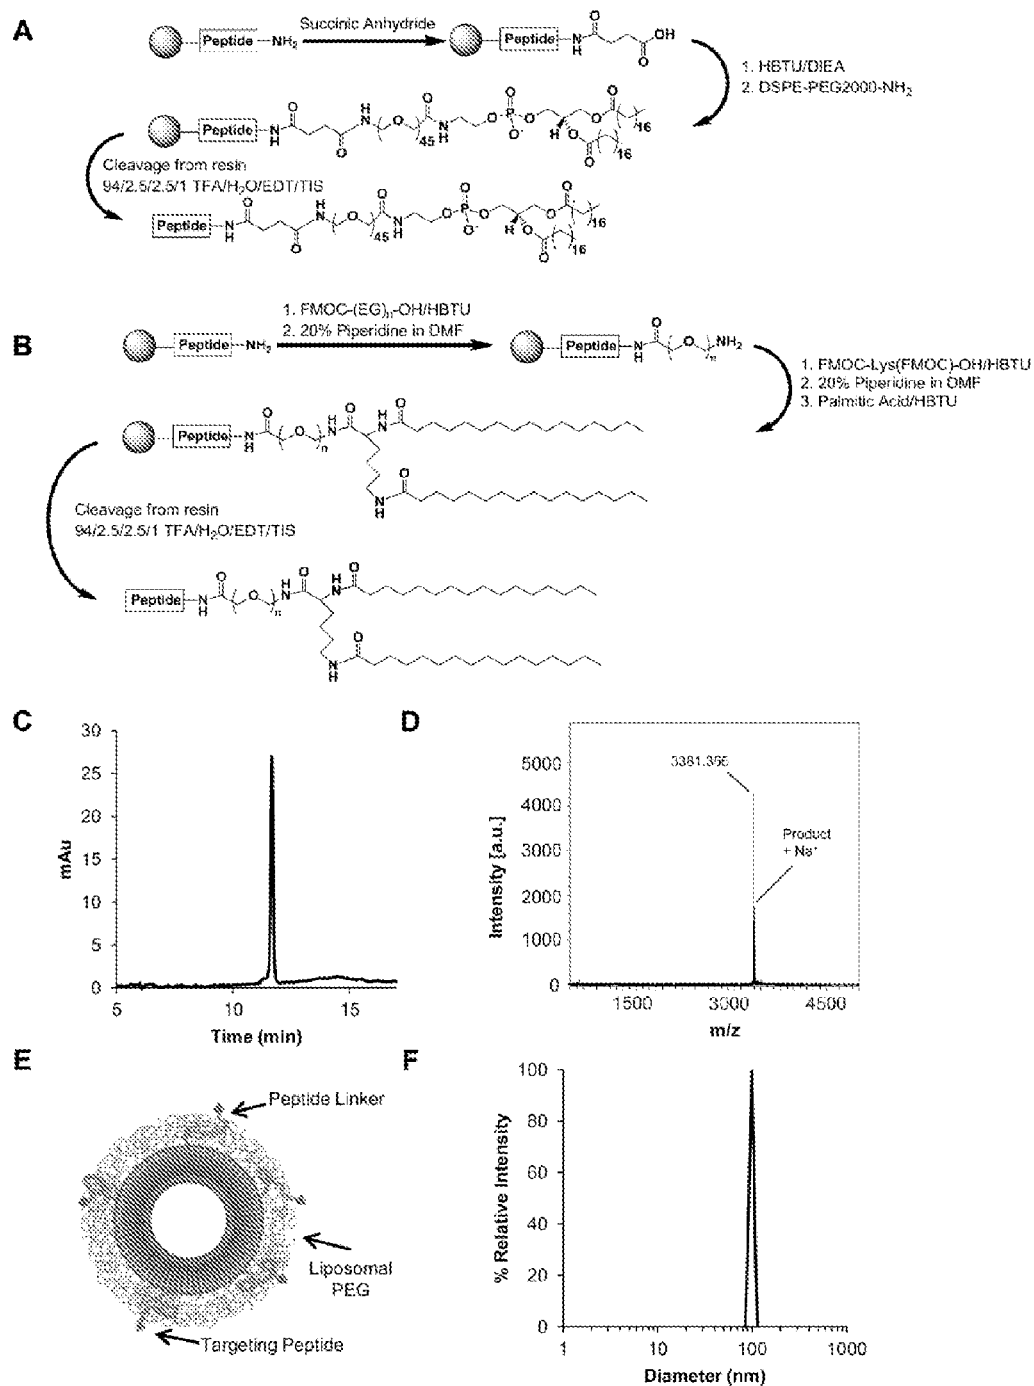 A
Peptide
NH2
Succinic Anhydride
Peptide
N
H
O
O
OH
1. HBTU/DIEA
2. DSPE-PEG2000-NH2
Peptide
N
H
O
O
H
N
O
45
O
N
H
O
O
P
O-
O
H
O
O
O
16
16
Cleavage from resin
94/2.5/2.5/1 TFA/H2O/EDT/TIS
Peptide
N
H
O
O
H
N
O
45
O
N
H
O
O
P
O-
O
H
O
O
O
16
16
B
Peptide
NH2
1. FMOC-(EG)n-OH/HBTU
2. 20% Piperidine in DMF
Peptide
N
H
O
O
n
NH2
1. FMOC-Lys(FMOC)-OH/HBTU
2. 20% Piperidine in DMF
3. Palmitic Acid/HBTU
Peptide
N
H
O
O
n
H
N
O
H
N
O
O
N
H
Cleavage from resin
94/2.5/2.5/1 TFA/H2O/EDT/TIS
Peptide
N
H
O
O
n
H
N
O
H
N
O
O
N
H
C
30
25
20
15
10
5
0
mAu
5
10
15
Time (min)
D
5000
4000
3000
2000
1000
0
Intensity [a.u.]
3381.366
Product
+ Na+
1500
3000
4500
m/z
E
Peptide Linker
Liposomal
PEG
Targeting Peptide
F
100
80
60
40
20
0
% Relative Intensity
1
10
100
1000
Diameter (nm)